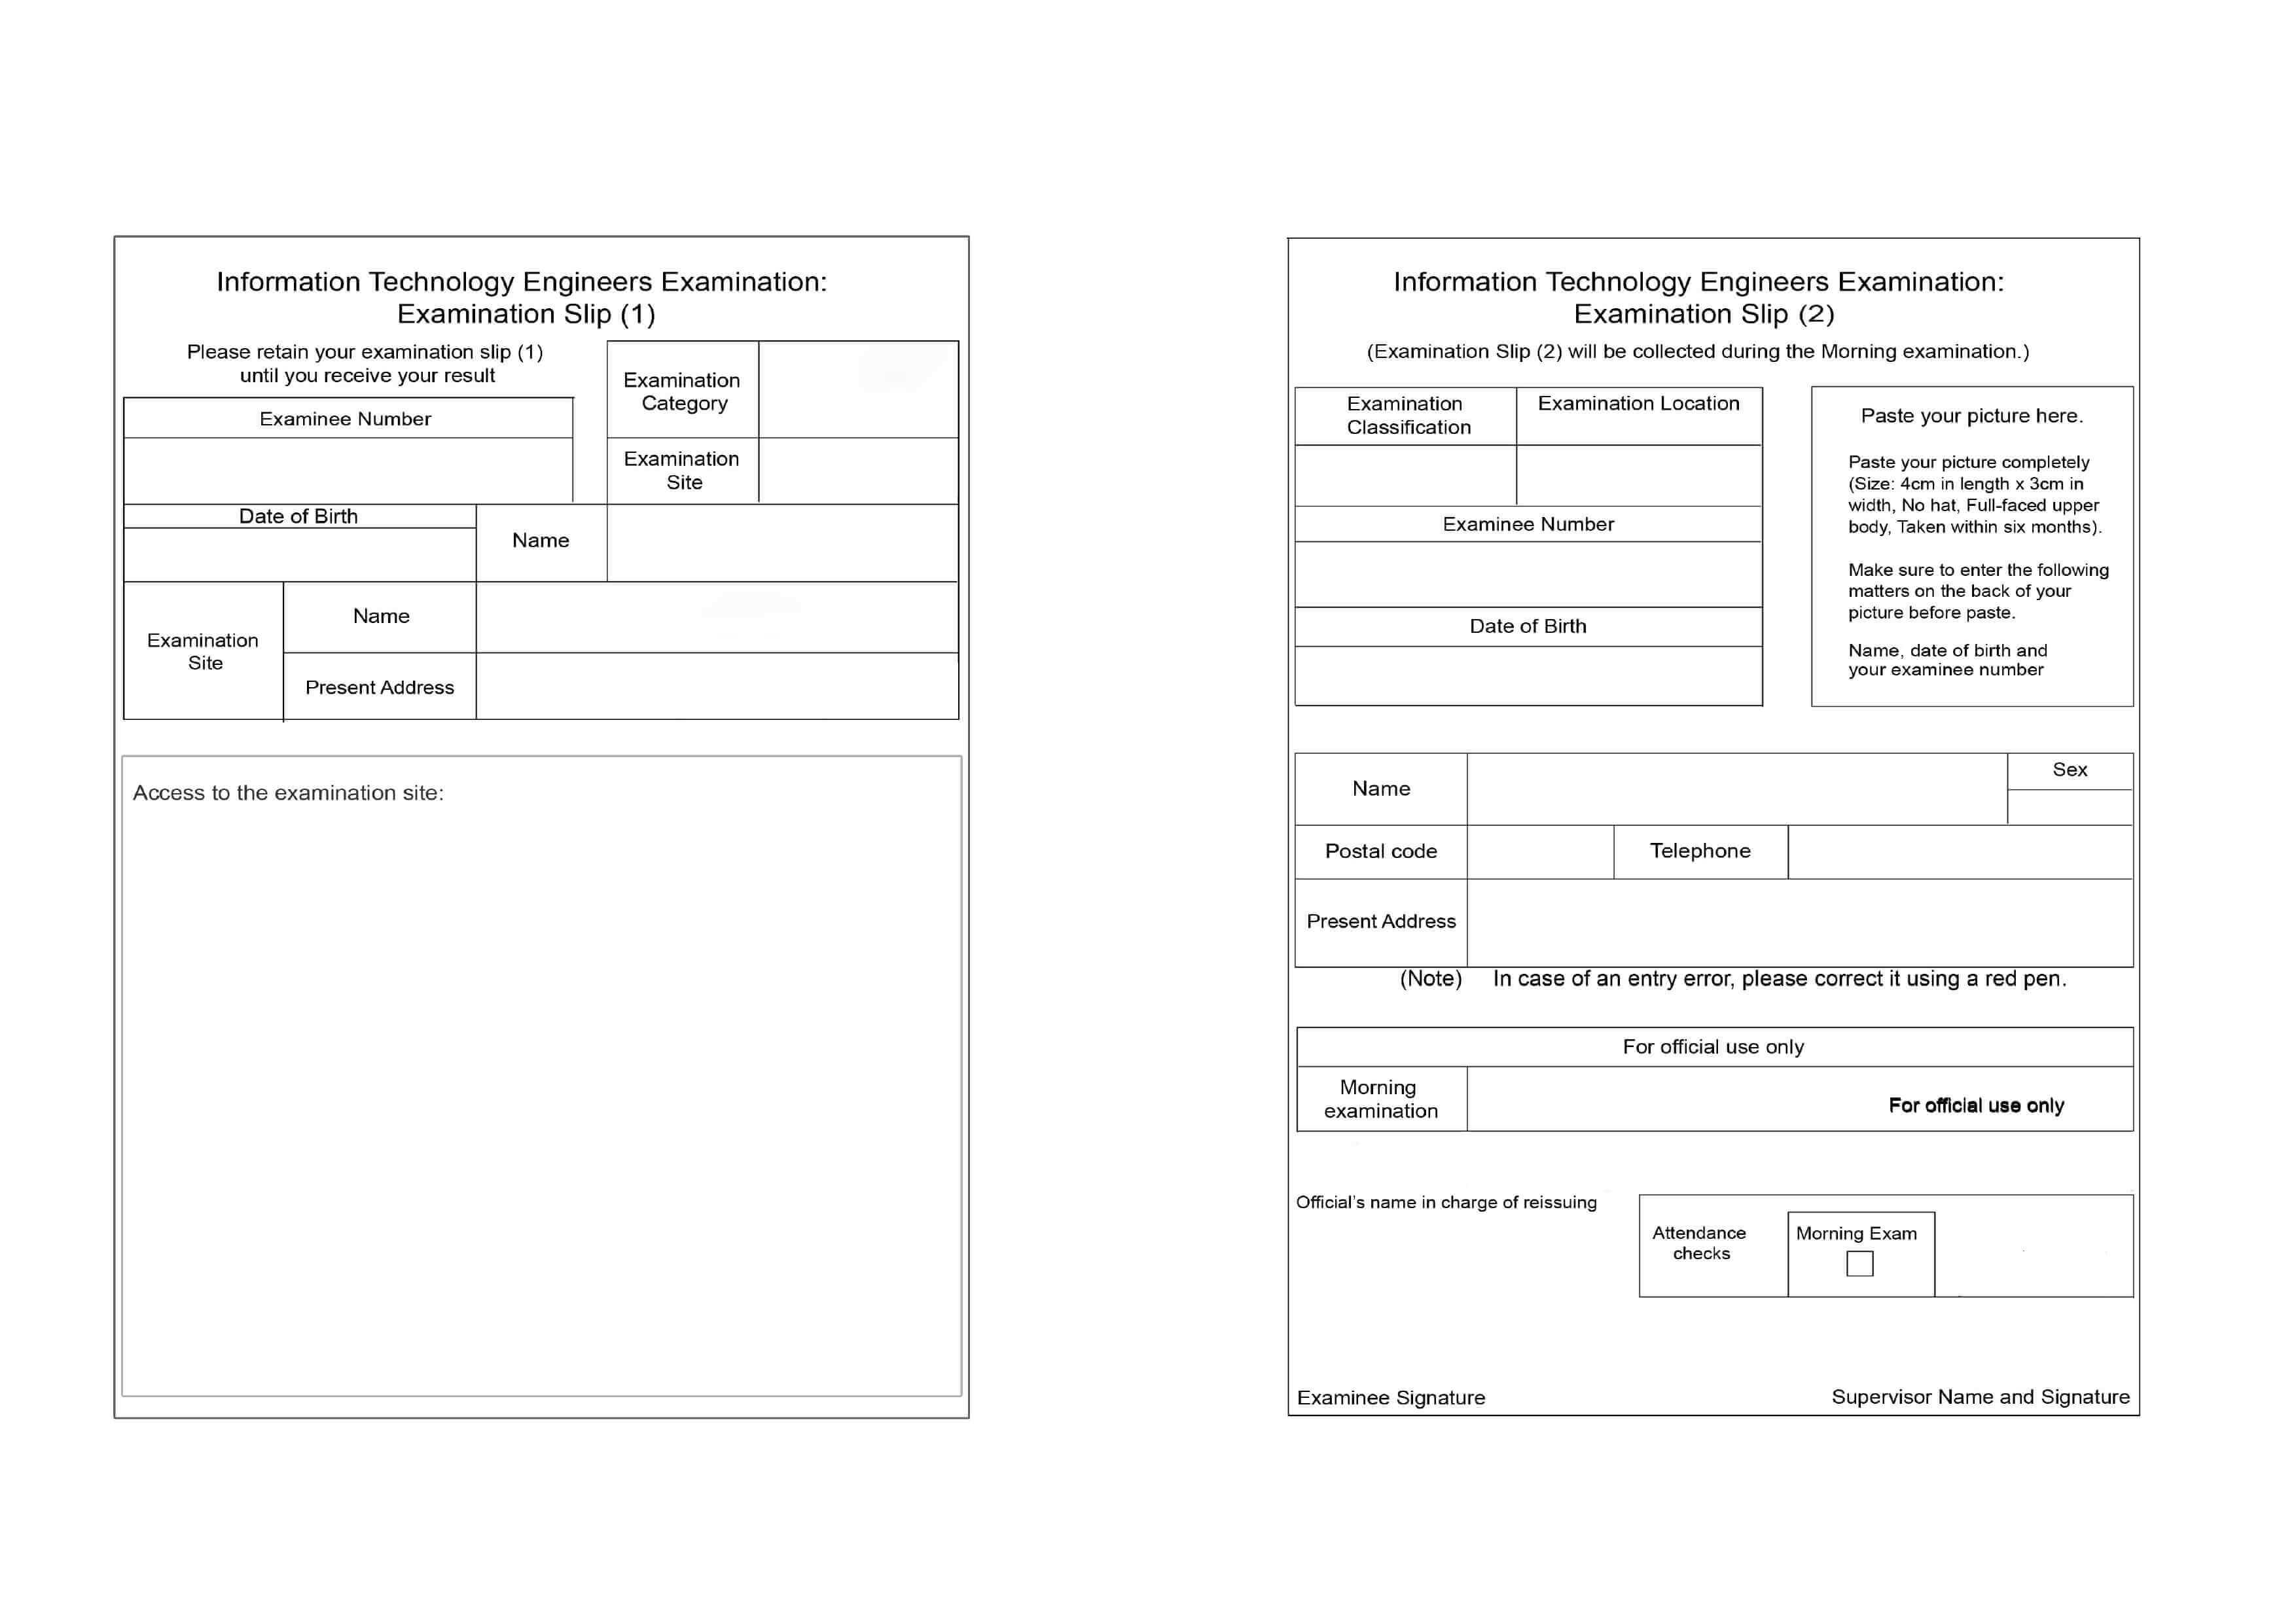 Information Technology Engineers Examination:
Examination Slip (1)
Please retain your examination slip (1)
until you receive your result
Examination
Category
Examinee Number
Examination
Site
Date of Birth
Name
Examination
Site
Name
Present Address
Access to the examination site:
Information Technology Engineers Examination:
Examination Slip (2)
(Examination Slip (2) will be collected during the Morning examination.)
Examination
Classification
Examination Location
Examinee Number
Date of Birth
Paste your picture here.
Paste your picture completely
(Size: 4cm in length x 3cm in
width, No hat, Full-faced upper
body, Taken within six months).
Make sure to enter the following
matters on the back of your
picture before paste.
Name, date of birth and
your examinee number
Name
Sex
Postal code
Telephone
Present Address
(Note) In case of an entry error, please correct it using a red pen.
For official use only
Morning
examination
For official use only
Official's name in charge of reissuing
Attendance
checks
Morning Exam
Examinee Signature
Supervisor Name and Signature